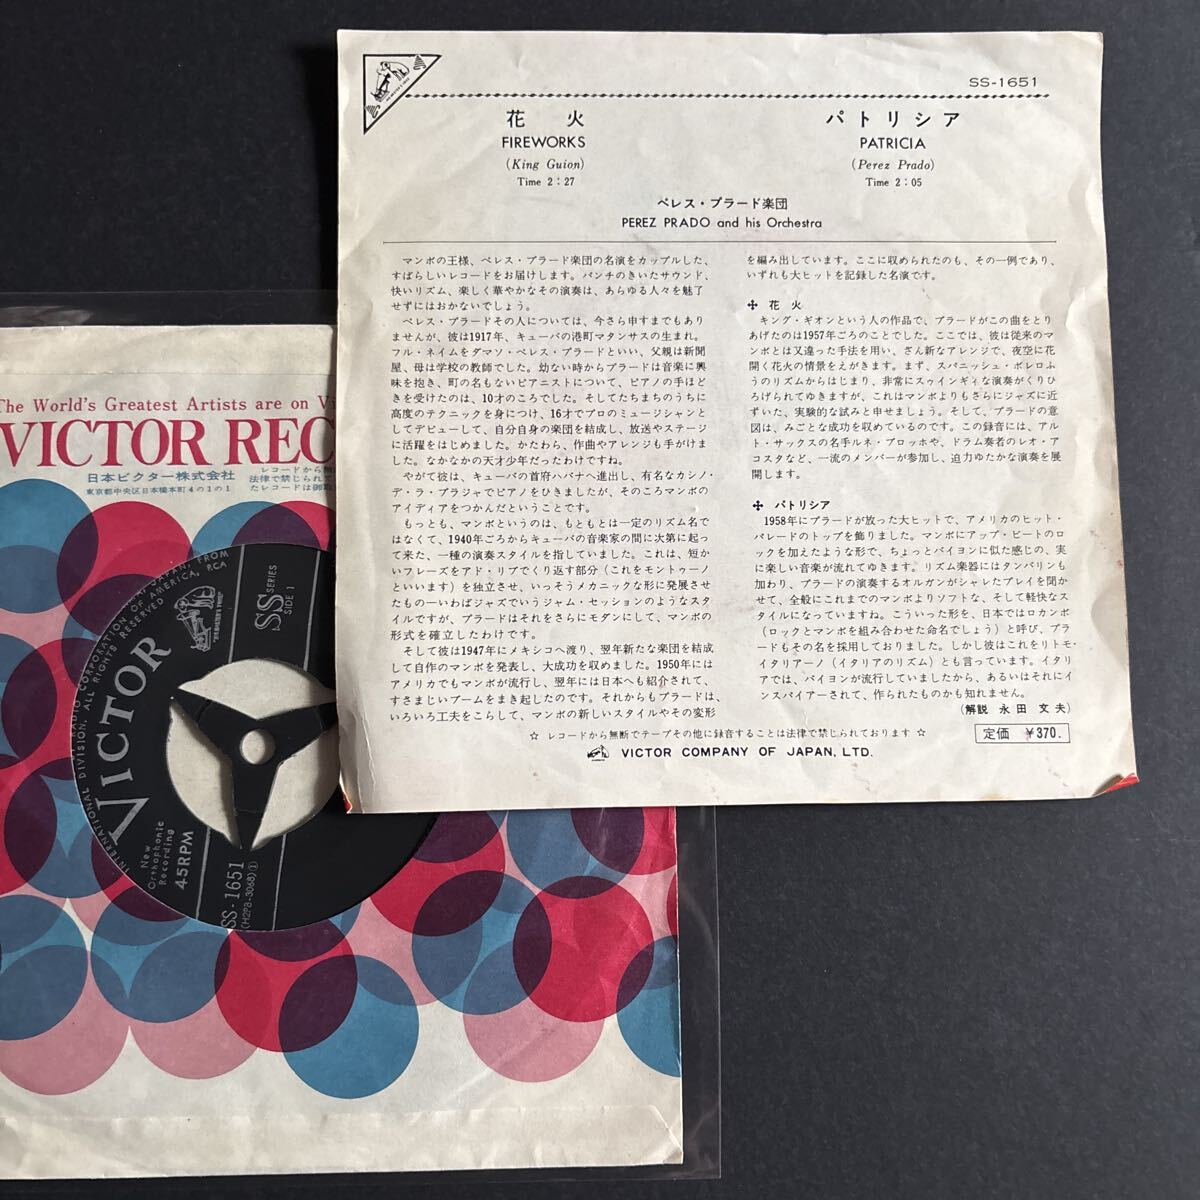 SS-1651
花火
FIREWORKS
(King Guion)
Time 2:27
パトリシア
PATRICIA
(Perez Prado)
Time 2:05
ペレス・プラード楽団
PEREZ PRADO and his Orchestra
マンボの王様、ペレス・プラード楽団の名演をカップルした、
すばらしいレコードをお届けします。パンチのきいたサウンド、
快いリズム、楽しく華やかなその演奏は、あらゆる人々を魅了
せずにはおかないでしょう。
ペレス・プラードその人については、今さら申すまでもあり
ませんが、彼は1917年、キューバの港町マタンサスの生まれ。
フル・ネイムをダマソ・ペレス・プラードといい、父親は新聞
屋、母は学校の教師でした。幼ない時からプラードは音楽に興
味を抱き、町の名もないピアニストについて、ピアノの手ほど
きを受けたのは、10才のころでした。そしてたちまちのうちに
高度のテクニックを身につけ、16才でプロのミュージシャンと
してデビューして、自分自身の楽団を結成し、放送やステージ
に活躍をはじめました。かたわら、作曲やアレンジも手がけま
した。なかなかの天才少年だったわけですね。
やがて彼は、キューバの首府ハバナへ進出し、有名なカシノ・
デ・ラ・プラジャでピアノをひきましたが、そのころマンボの
アイディアをつかんだということです。
もっとも、マンボというのは、もともとは一定のリズム名で
はなくて、1940年ごろからキューバの音楽家の間に大第に起っ
て来た、一種の演奏スタイルを指していました。これは、短か
いフレーズをアド・リブでくり返す部分(これをモントゥーノ
といいます)を独立させ、いっそうメカニックな形に発展させ
たもの―いわばジャズでいうジャム・セッションのようなスタ
イルですが、プラードはそれをさらにモダンにして、マンボの
形式を確立したわけです。
そして彼は1947年にメキシコへ渡り、翌年新たな楽団を結成
して自作のマンボを発表し、大成功を収めました。1950年には
アメリカでもマンボが流行し、翌年には日本へも紹介されて、
すさまじいブームをまき起したのです。それからもプラードは、
いろいろ工夫をこらして、マンボの新しいスタイルやその変形
を編み出しています。ここに収められたのも、その一例であり、
いずれも大ヒットを記録した名演です。
✣ 花火
キング・ギオンという人の作品で、プラードがこの曲をとり
あげたのは1957年ごろのことでした。ここでは、彼は従来のマ
ンボとは又違った手法を用い、ざん新なアレンジで、夜空に花
開く花火の情景をえがきます。まず、スパニッシュ・ボレロふ
うのリズムからはじまり、非常にスゥインギィな演奏がくりひ
ろげられてゆきますが、これはマンボよりもさらにジャズに近
ずいた、実験的な試みと申せましょう。そして、プラードの意
図は、みごとな成功を収めているのです。この録音には、アル
ト・サックスの名手ルネ・ブロッホや、ドラム奏者のレオ・ア
コスタなど、一流のメンバーが参加し、迫力ゆたかな演奏を展
開します。
✣ パトリシア
1958年にプラードが放った大ヒットで、アメリカのヒット・
パレードのトップを飾りました。マンボにアップ・ビートのロ
ックを加えたような形で、ちょっとバイヨンに似た感じの、実
に楽しい音楽が流れてゆきます。リズム楽器にはタンバリンも
加わり、プラードの演奏するオルガンがシャレたプレイを聞か
せて、全般にこれまでのマンボよりソフトな、そして軽快なス
タイルになっていますね。こういった形を、日本ではロカンボ
(ロックとマンボを組み合わせた命名でしょう)と呼び、プラー
ドもその名を採用しておりました。しかし彼はこれをリトモ・
イタリアーノ(イタリアのリズム)とも言っています。イタリ
アでは、バイヨンが流行していましたから、あるいはそれにイ
ンスパイアーされて、作られたものかも知れません。
(解説 永田文夫)
☆ レコードから無断でテープその他に録音することは法律で禁じられております ☆
定価 ￥370.
VICTOR COMPANY OF JAPAN, LTD.
The World's Greatest Artists are on Vi
VICTOR REC
日本ビクター株式会社
東京都中央区日本橋本町4の1の1
レコードから無
法律で禁じられて
たレコードは御
INTERNATIONAL DIVISION, RADIO CORPORATION OF AMERICA, RCA
ALL RIGHTS RESERVED
VICTOR
"HIS MASTER'S VOICE"
SS SERIES
SIDE 1
New
Orthophonic
Recording
45RPM
SS-1651
(H2PB-3068)①